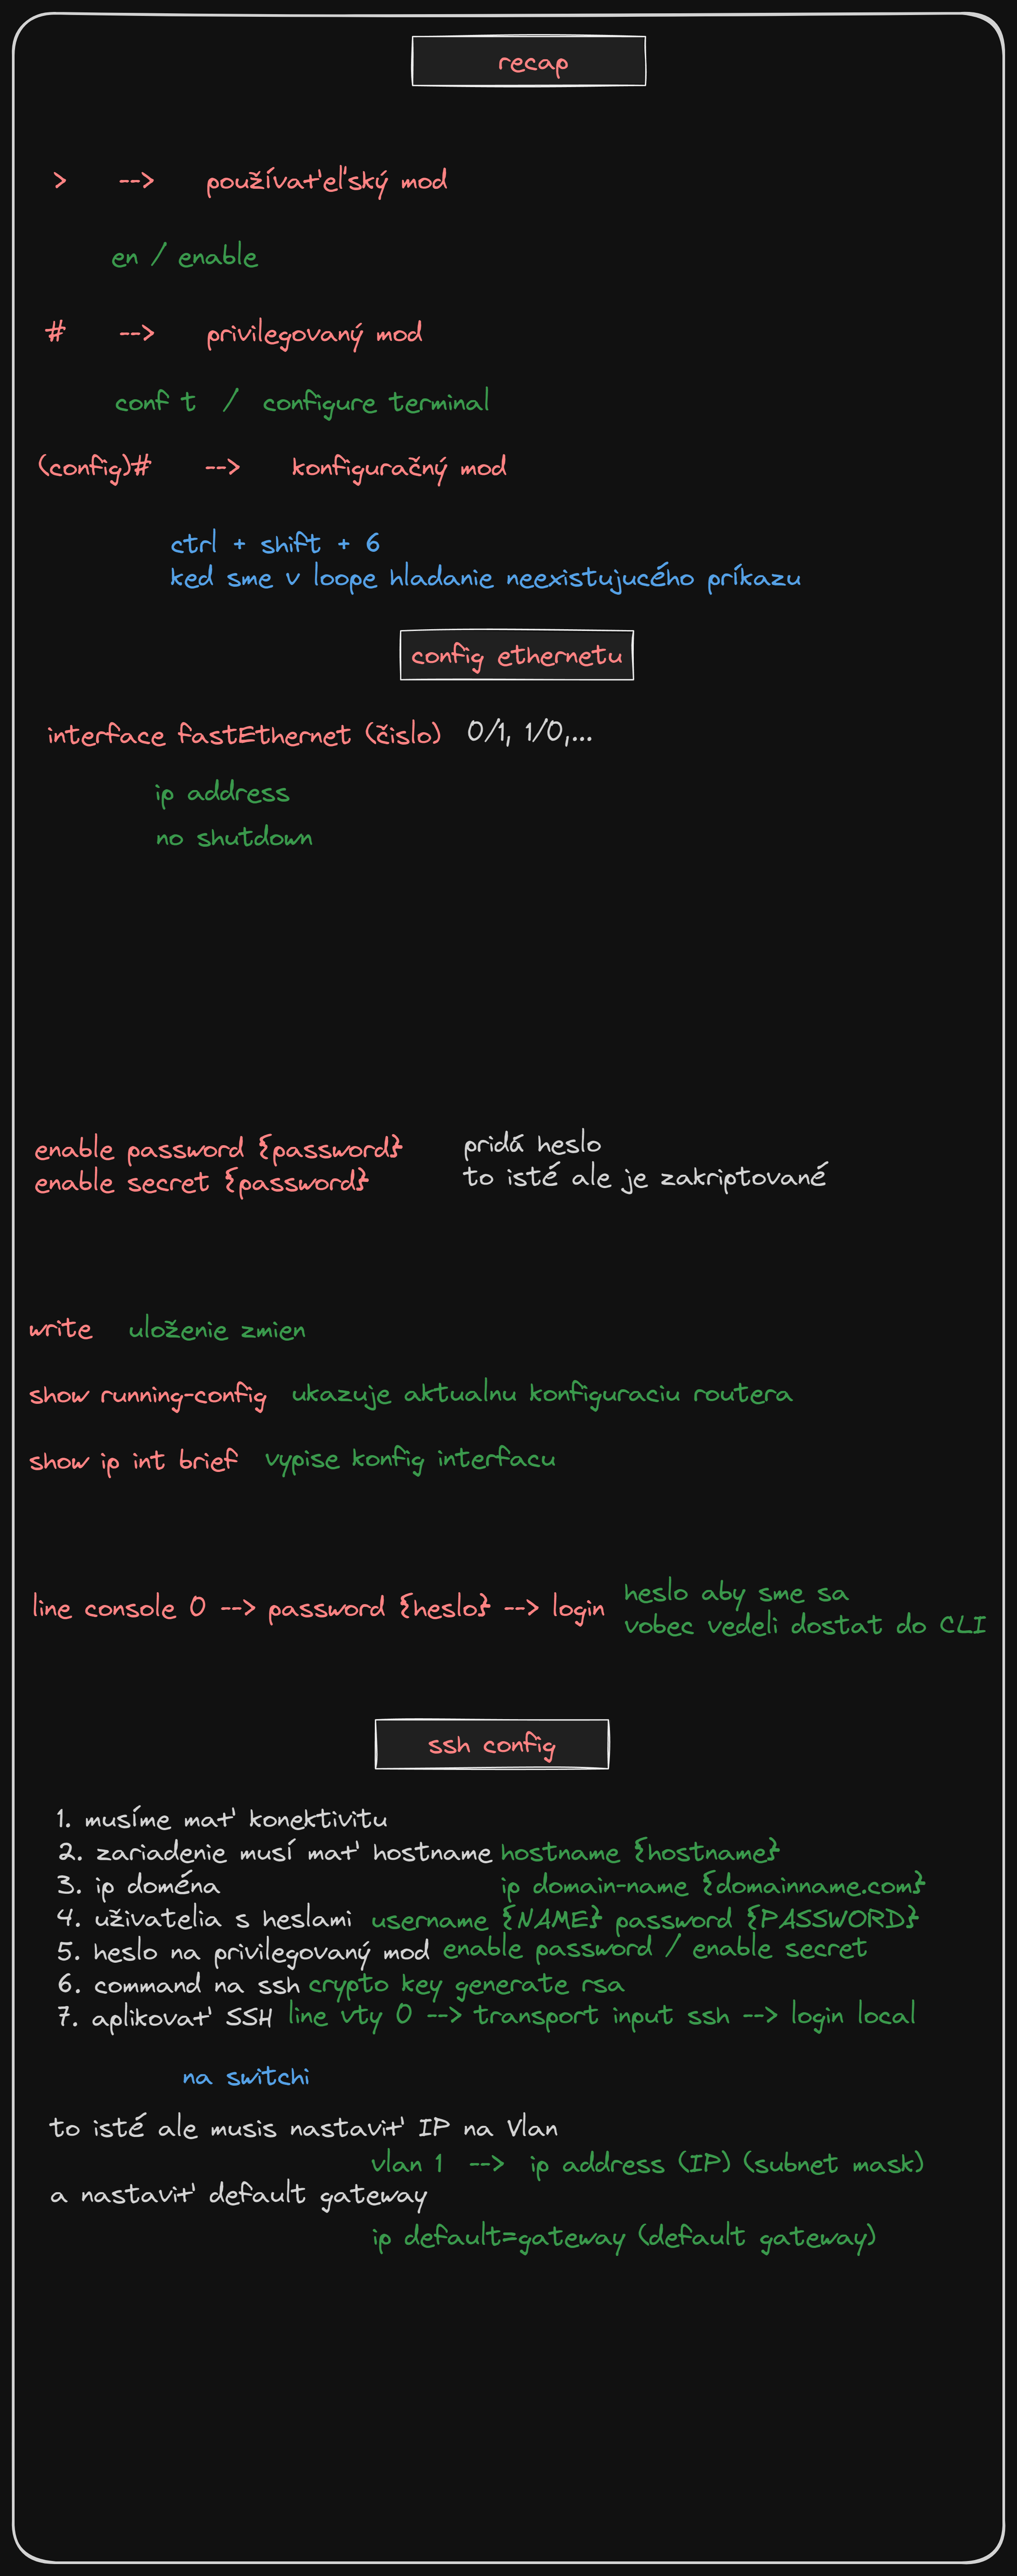 recap
> --> používat'eľský mod
en / enable
# --> privilegovaný mod
conf t / configure terminal
(config)# --> konfiguračný mod
ctrl + shift + 6
ked sme v loope hladanie neexistujucého príkazu
config ethernetu
interface fastEthernet (čislo) 0/1, 1/0,...
ip address
no shutdown
enable password {password} pridá heslo
enable secret {password} to isté ale je zakriptované
write uloženie zmien
show running-config ukazuje aktualnu konfiguraciu routera
show ip int brief vypise konfig interfacu
line console 0 --> password {heslo} --> login heslo aby sme sa
vobec vedeli dostat do CLI
ssh config
1. musíme mat' konektivitu
2. zariadenie musí mat' hostname hostname {hostname}
3. ip doména ip domain-name {domainname.com}
4. uživatelia s heslami username {NAME} password {PASSWORD}
5. heslo na privilegovaný mod enable password / enable secret
6. command na ssh crypto key generate rsa
7. aplikovat' SSH line vty 0 --> transport input ssh --> login local
na switchi
to isté ale musis nastavit' IP na Vlan
vlan 1 --> ip address (IP) (subnet mask)
a nastavit' default gateway
ip default=gateway (default gateway)